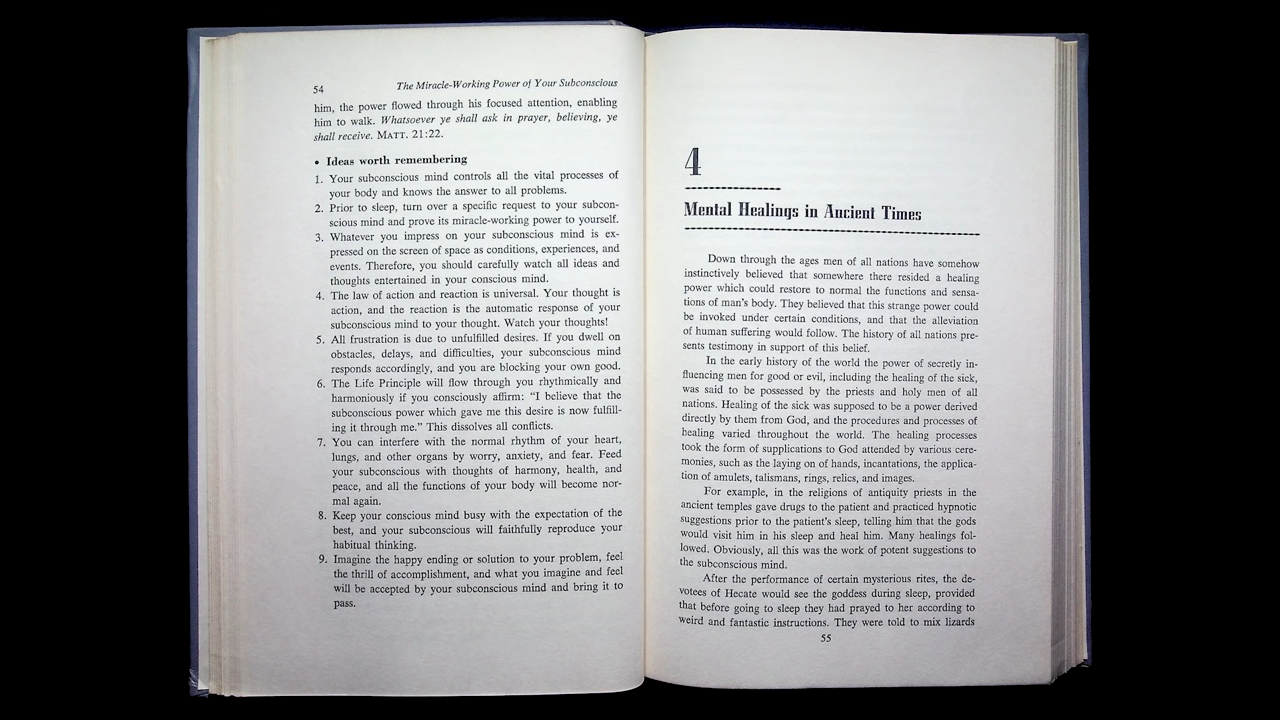 54 The Miracle-Working Power of Your Subconscious
him, the power flowed through his focused attention, enabling
him to walk. Whatsoever ye shall ask in prayer, believing, ye
shall receive. MATT. 21:22.
• Ideas worth remembering
1. Your subconscious mind controls all the vital processes of
your body and knows the answer to all problems.
2. Prior to sleep, turn over a specific request to your subcon-
scious mind and prove its miracle-working power to yourself.
3. Whatever you impress on your subconscious mind is ex-
pressed on the screen of space as conditions, experiences, and
events. Therefore, you should carefully watch all ideas and
thoughts entertained in your conscious mind.
4. The law of action and reaction is universal. Your thought is
action, and the reaction is the automatic response of your
subconscious mind to your thought. Watch your thoughts!
5. All frustration is due to unfulfilled desires. If you dwell on
obstacles, delays, and difficulties, your subconscious mind
responds accordingly, and you are blocking your own good.
6. The Life Principle will flow through you rhythmically and
harmoniously if you consciously affirm: "I believe that the
subconscious power which gave me this desire is now fulfill-
ing it through me." This dissolves all conflicts.
7. You can interfere with the normal rhythm of your heart,
lungs, and other organs by worry, anxiety, and fear. Feed
your subconscious with thoughts of harmony, health, and
peace, and all the functions of your body will become nor-
mal again.
8. Keep your conscious mind busy with the expectation of the
best, and your subconscious will faithfully reproduce your
habitual thinking.
9. Imagine the happy ending or solution to your problem, feel
the thrill of accomplishment, and what you imagine and feel
will be accepted by your subconscious mind and bring it to
pass.
4
Mental Healings in Ancient Times
Down through the ages men of all nations have somehow
instinctively believed that somewhere there resided a healing
power which could restore to normal the functions and sensa-
tions of man's body. They believed that this strange power could
be invoked under certain conditions, and that the alleviation
of human suffering would follow. The history of all nations pre-
sents testimony in support of this belief.
In the early history of the world the power of secretly in-
fluencing men for good or evil, including the healing of the sick,
was said to be possessed by the priests and holy men of all
nations. Healing of the sick was supposed to be a power derived
directly by them from God, and the procedures and processes of
healing varied throughout the world. The healing processes
took the form of supplications to God attended by various cere-
monies, such as the laying on of hands, incantations, the applica-
tion of amulets, talismans, rings, relics, and images.
For example, in the religions of antiquity priests in the
ancient temples gave drugs to the patient and practiced hypnotic
suggestions prior to the patient's sleep, telling him that the gods
would visit him in his sleep and heal him. Many healings fol-
lowed. Obviously, all this was the work of potent suggestions to
the subconscious mind.
After the performance of certain mysterious rites, the de-
votees of Hecate would see the goddess during sleep, provided
that before going to sleep they had prayed to her according to
weird and fantastic instructions. They were told to mix lizards
55